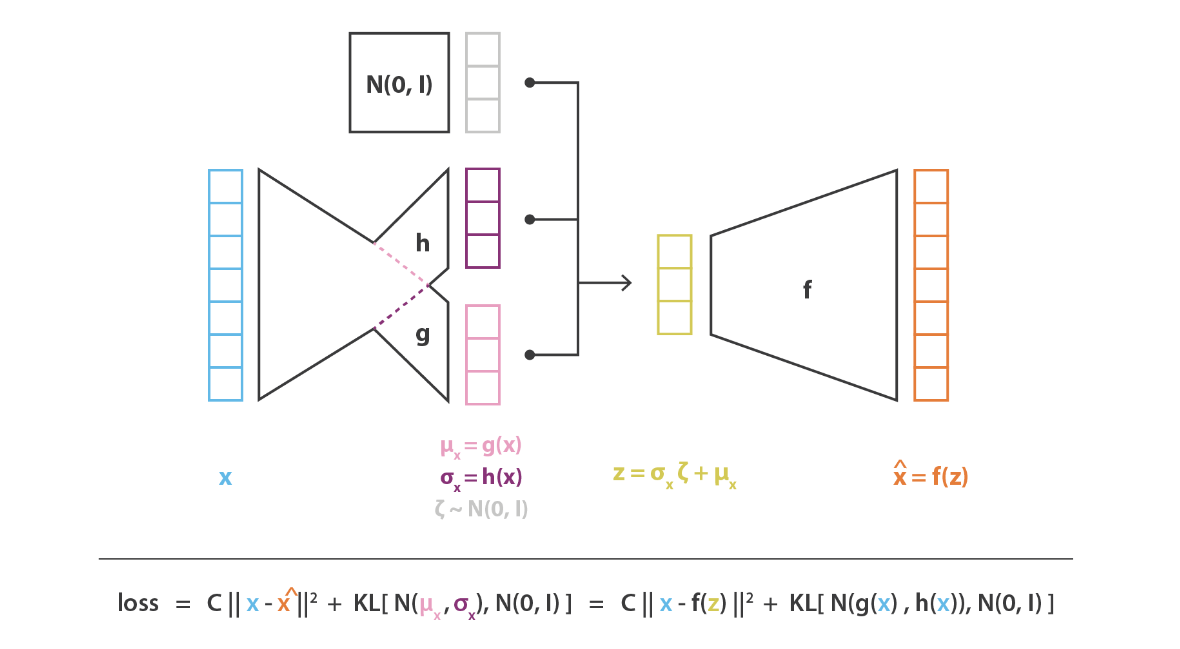 N(0, I)
h
g
f
x
μₓ = g(x)
σₓ = h(x)
ζ ~ N(0, I)
z = σₓ ζ + μₓ
x̂ = f(z)
loss = C || x - x̂ ||² + KL[ N(μₓ, σₓ), N(0, I) ] = C || x - f(z) ||² + KL[ N(g(x) , h(x)), N(0, I) ]